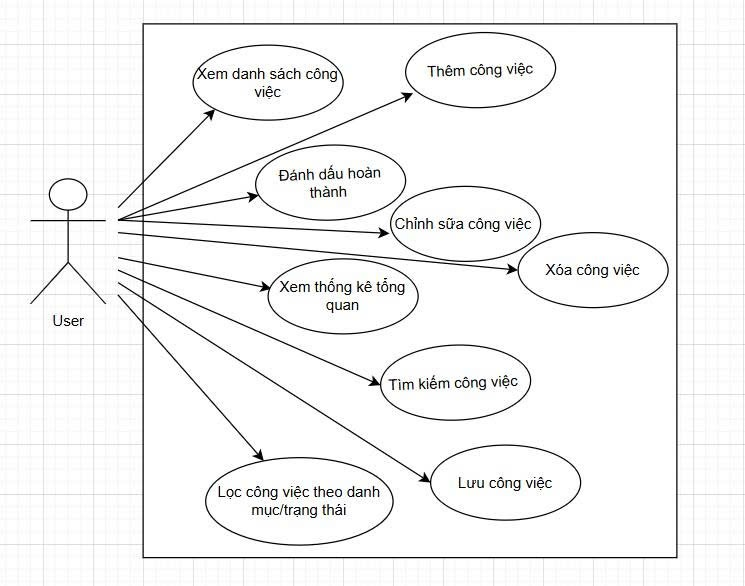 Xem danh sách công
việc
Thêm công việc
Đánh dấu hoàn
thành
Chỉnh sữa công việc
Xóa công việc
Xem thống kê tổng
quan
User
Tìm kiếm công việc
Lọc công việc theo danh
mục/trạng thái
Lưu công việc